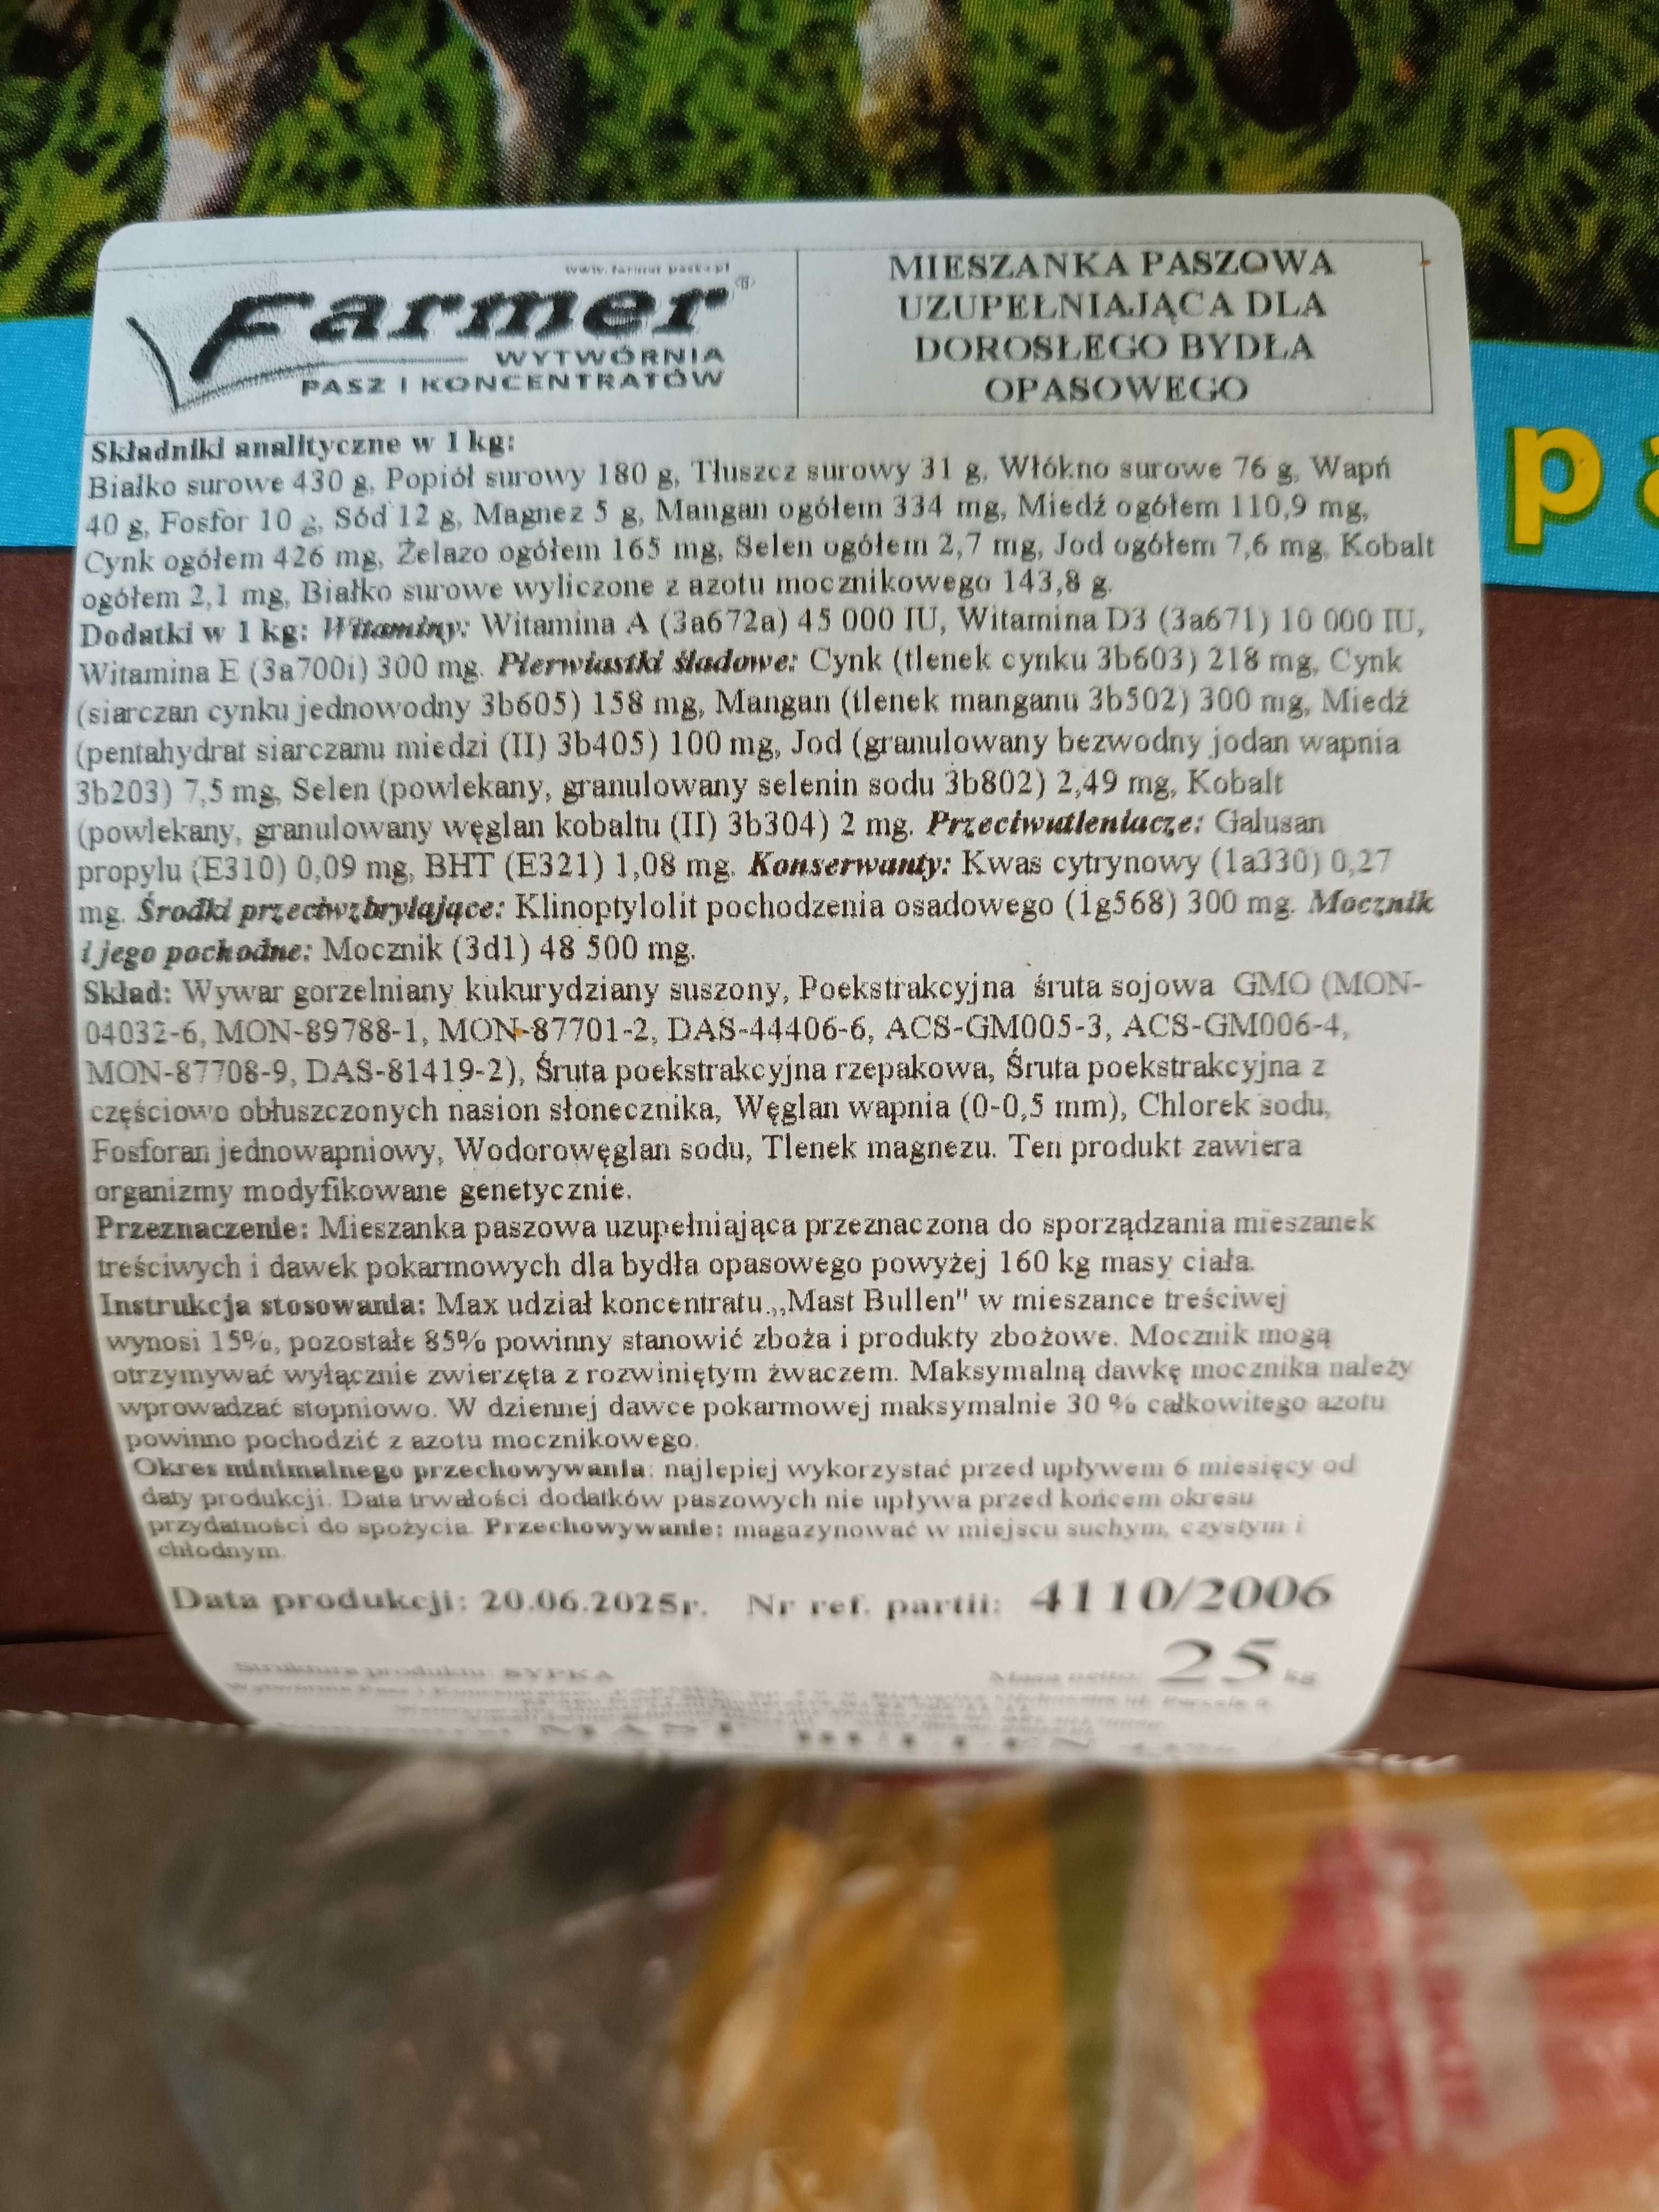 www.farmer.pasze.pl
Farmer®
WYTWÓRNIA
PASZ I KONCENTRATÓW
MIESZANKA PASZOWA
UZUPEŁNIAJĄCA DLA
DOROSŁEGO BYDŁA
OPASOWEGO
pa
Składniki analityczne w 1 kg:
Białko surowe 430 g, Popiół surowy 180 g, Tłuszcz surowy 31 g, Włókno surowe 76 g, Wapń
40 g, Fosfor 10 g, Sód 12 g, Magnez 5 g, Mangan ogółem 334 mg, Miedź ogółem 110,9 mg,
Cynk ogółem 426 mg, Żelazo ogółem 165 mg, Selen ogółem 2,7 mg, Jod ogółem 7,6 mg, Kobalt
ogółem 2,1 mg, Białko surowe wyliczone z azotu mocznikowego 143,8 g.
Dodatki w 1 kg: Witaminy: Witamina A (3a672a) 45 000 IU, Witamina D3 (3a671) 10 000 IU,
Witamina E (3a700i) 300 mg. Pierwiastki śladowe: Cynk (tlenek cynku 3b603) 218 mg, Cynk
(siarczan cynku jednowodny 3b605) 158 mg, Mangan (tlenek manganu 3b502) 300 mg, Miedź
(pentahydrat siarczanu miedzi (II) 3b405) 100 mg, Jod (granulowany bezwodny jodan wapnia
3b203) 7,5 mg, Selen (powlekany, granulowany selenin sodu 3b802) 2,49 mg, Kobalt
(powlekany, granulowany węglan kobaltu (II) 3b304) 2 mg. Przeciwutleniacze: Galusan
propylu (E310) 0,09 mg, BHT (E321) 1,08 mg. Konserwanty: Kwas cytrynowy (1a330) 0,27
mg. Środki przeciwzbrylające: Klinoptylolit pochodzenia osadowego (1g568) 300 mg. Mocznik
i jego pochodne: Mocznik (3d1) 48 500 mg.
Skład: Wywar gorzelniany kukurydziany suszony, Poekstrakcyjna śruta sojowa GMO (MON-
04032-6, MON-89788-1, MON-87701-2, DAS-44406-6, ACS-GM005-3, ACS-GM006-4,
MON-87708-9, DAS-81419-2), Śruta poekstrakcyjna rzepakowa, Śruta poekstrakcyjna z
częściowo obłuszczonych nasion słonecznika, Węglan wapnia (0-0,5 mm), Chlorek sodu,
Fosforan jednowapniowy, Wodorowęglan sodu, Tlenek magnezu. Ten produkt zawiera
organizmy modyfikowane genetycznie.
Przeznaczenie: Mieszanka paszowa uzupełniająca przeznaczona do sporządzania mieszanek
treściwych i dawek pokarmowych dla bydła opasowego powyżej 160 kg masy ciała.
Instrukcja stosowania: Max udział koncentratu.„Mast Bullen" w mieszance treściwej
wynosi 15%, pozostałe 85% powinny stanowić zboża i produkty zbożowe. Mocznik mogą
otrzymywać wyłącznie zwierzęta z rozwiniętym żwaczem. Maksymalną dawkę mocznika należy
wprowadzać stopniowo. W dziennej dawce pokarmowej maksymalnie 30 % całkowitego azotu
powinno pochodzić z azotu mocznikowego.
Okres minimalnego przechowywania: najlepiej wykorzystać przed upływem 6 miesięcy od
daty produkcji. Data trwałości dodatków paszowych nie upływa przed końcem okresu
przydatności do spożycia. Przechowywanie: magazynować w miejscu suchym, czystym i
chłodnym.
Data produkcji: 20.06.2025r. Nr ref. partii: 4110/2006
Struktura produktu: SYPKA Masa netto: 25 kg